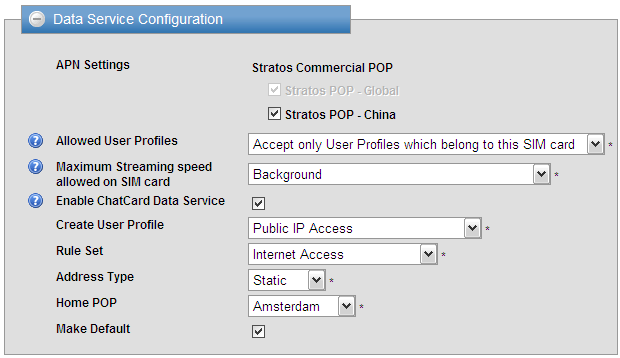 Data Service Configuration
APN Settings
Stratos Commercial POP
Stratos POP - Global
Stratos POP - China
? Allowed User Profiles Accept only User Profiles which belong to this SIM card *
? Maximum Streaming speed
allowed on SIM card
Background *
? Enable ChatCard Data Service
Create User Profile Public IP Access *
Rule Set Internet Access *
Address Type Static *
Home POP Amsterdam *
Make Default